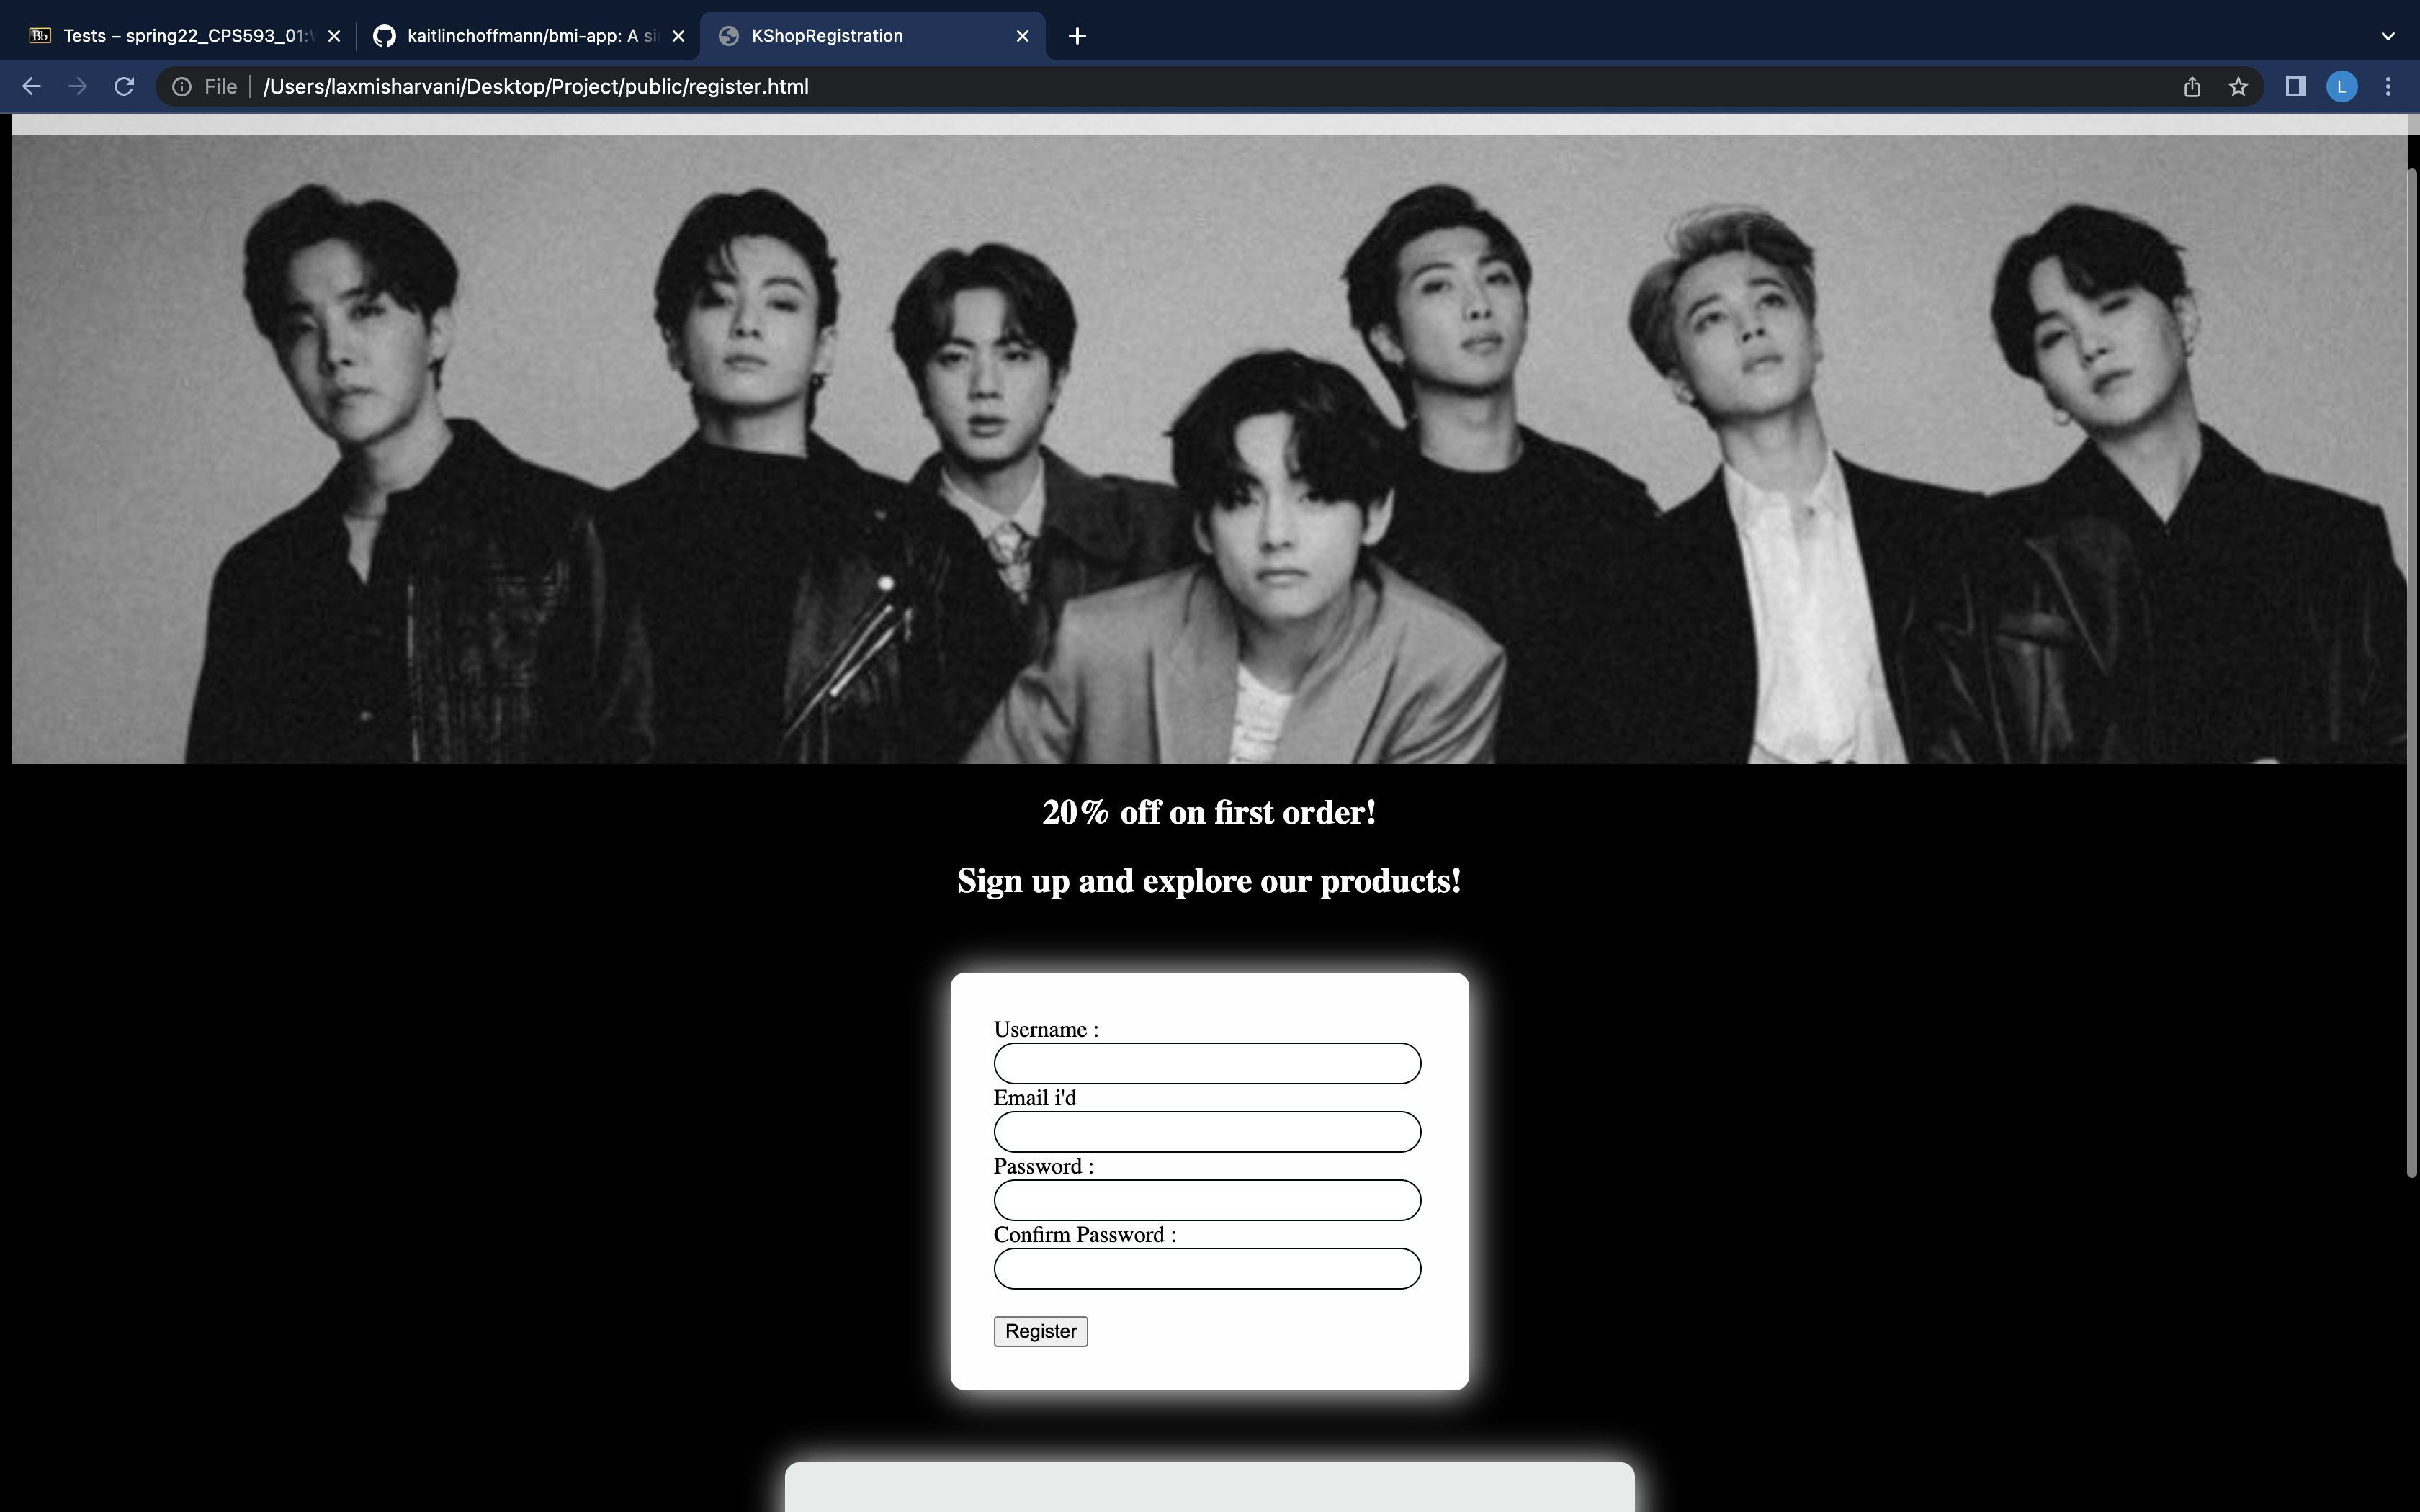 Bb Tests – spring22_CPS593_01:
kaitlinchoffmann/bmi-app: A si
KShopRegistration
File
/Users/laxmisharvani/Desktop/Project/public/register.html
L
20% off on first order!
Sign up and explore our products!
Username :
Email i'd
Password :
Confirm Password :
Register